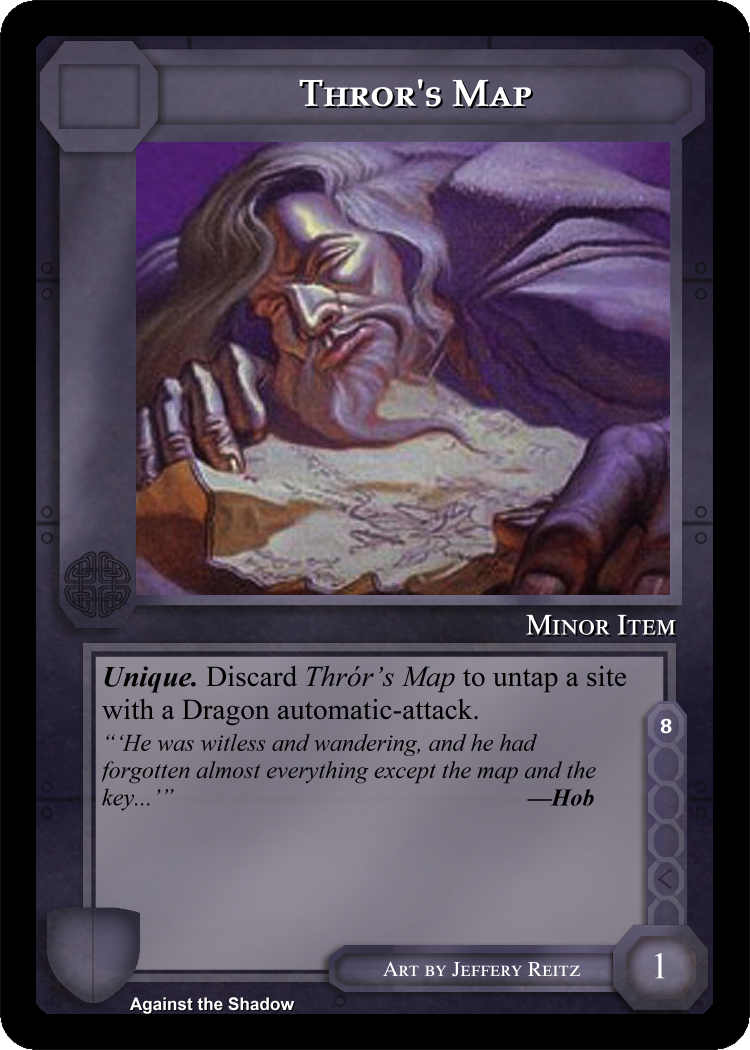 Thror's Map
Minor Item
Unique. Discard Thrór’s Map to untap a site
with a Dragon automatic-attack.
“‘He was witless and wandering, and he had
forgotten almost everything except the map and the
key...’” —Hob
8
<
Art by Jeffery Reitz
1
Against the Shadow